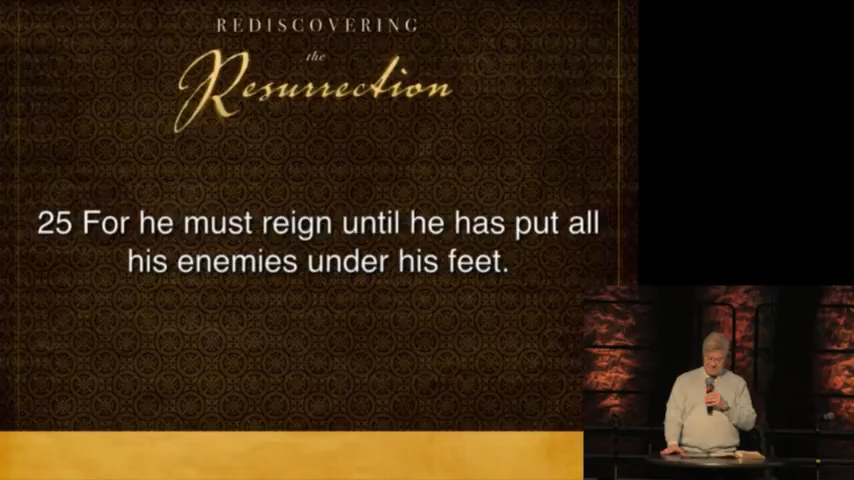 REDISCOVERING
the
Resurrection
25 For he must reign until he has put all
his enemies under his feet.